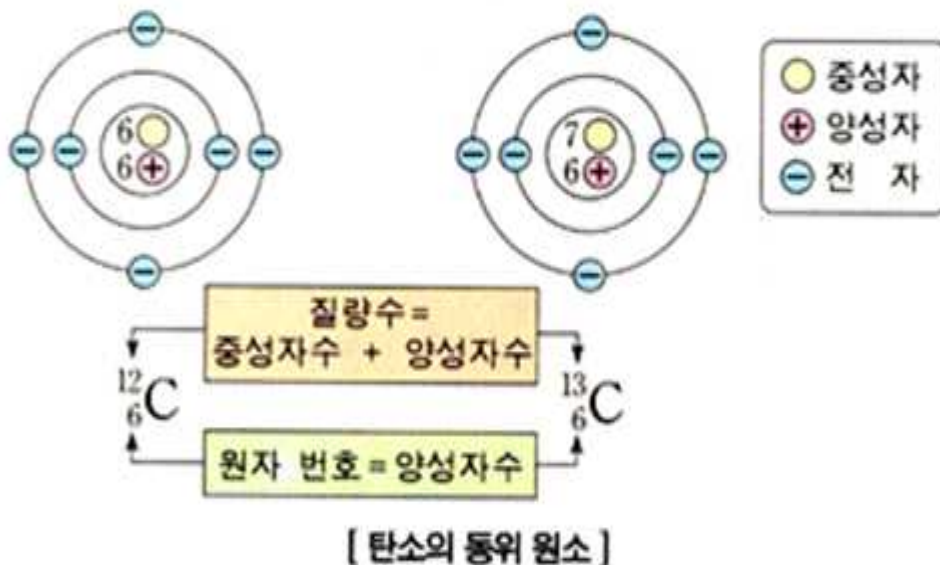 6
6
7
6
중성자
양성자
전 자
질량수=
중성자수 + 양성자수
12
6 C
13
6 C
원자 번호=양성자수
[ 탄소의 동위 원소 ]